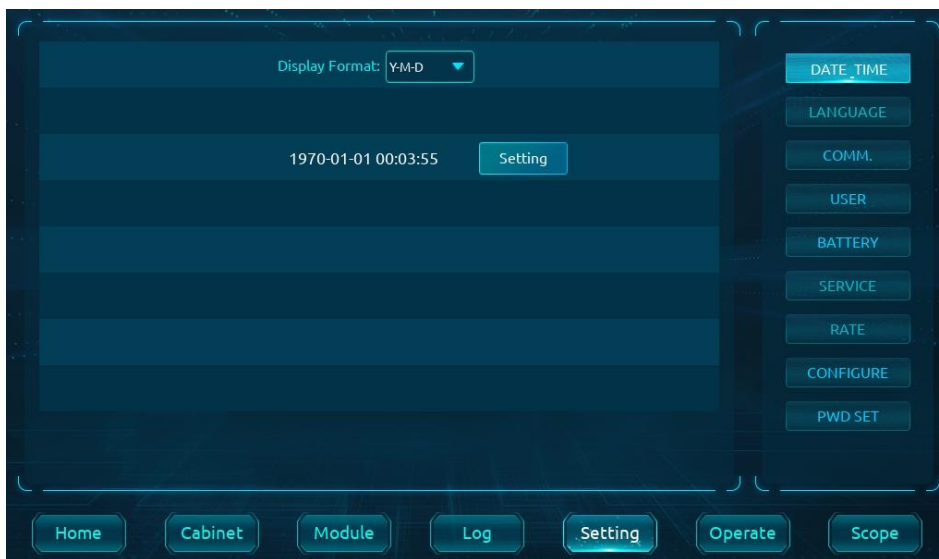 Display Format: Y-M-D
1970-01-01 00:03:55 Setting
DATE_TIME
LANGUAGE
COMM.
USER
BATTERY
SERVICE
RATE
CONFIGURE
PWD SET
Home Cabinet Module Log Setting Operate Scope